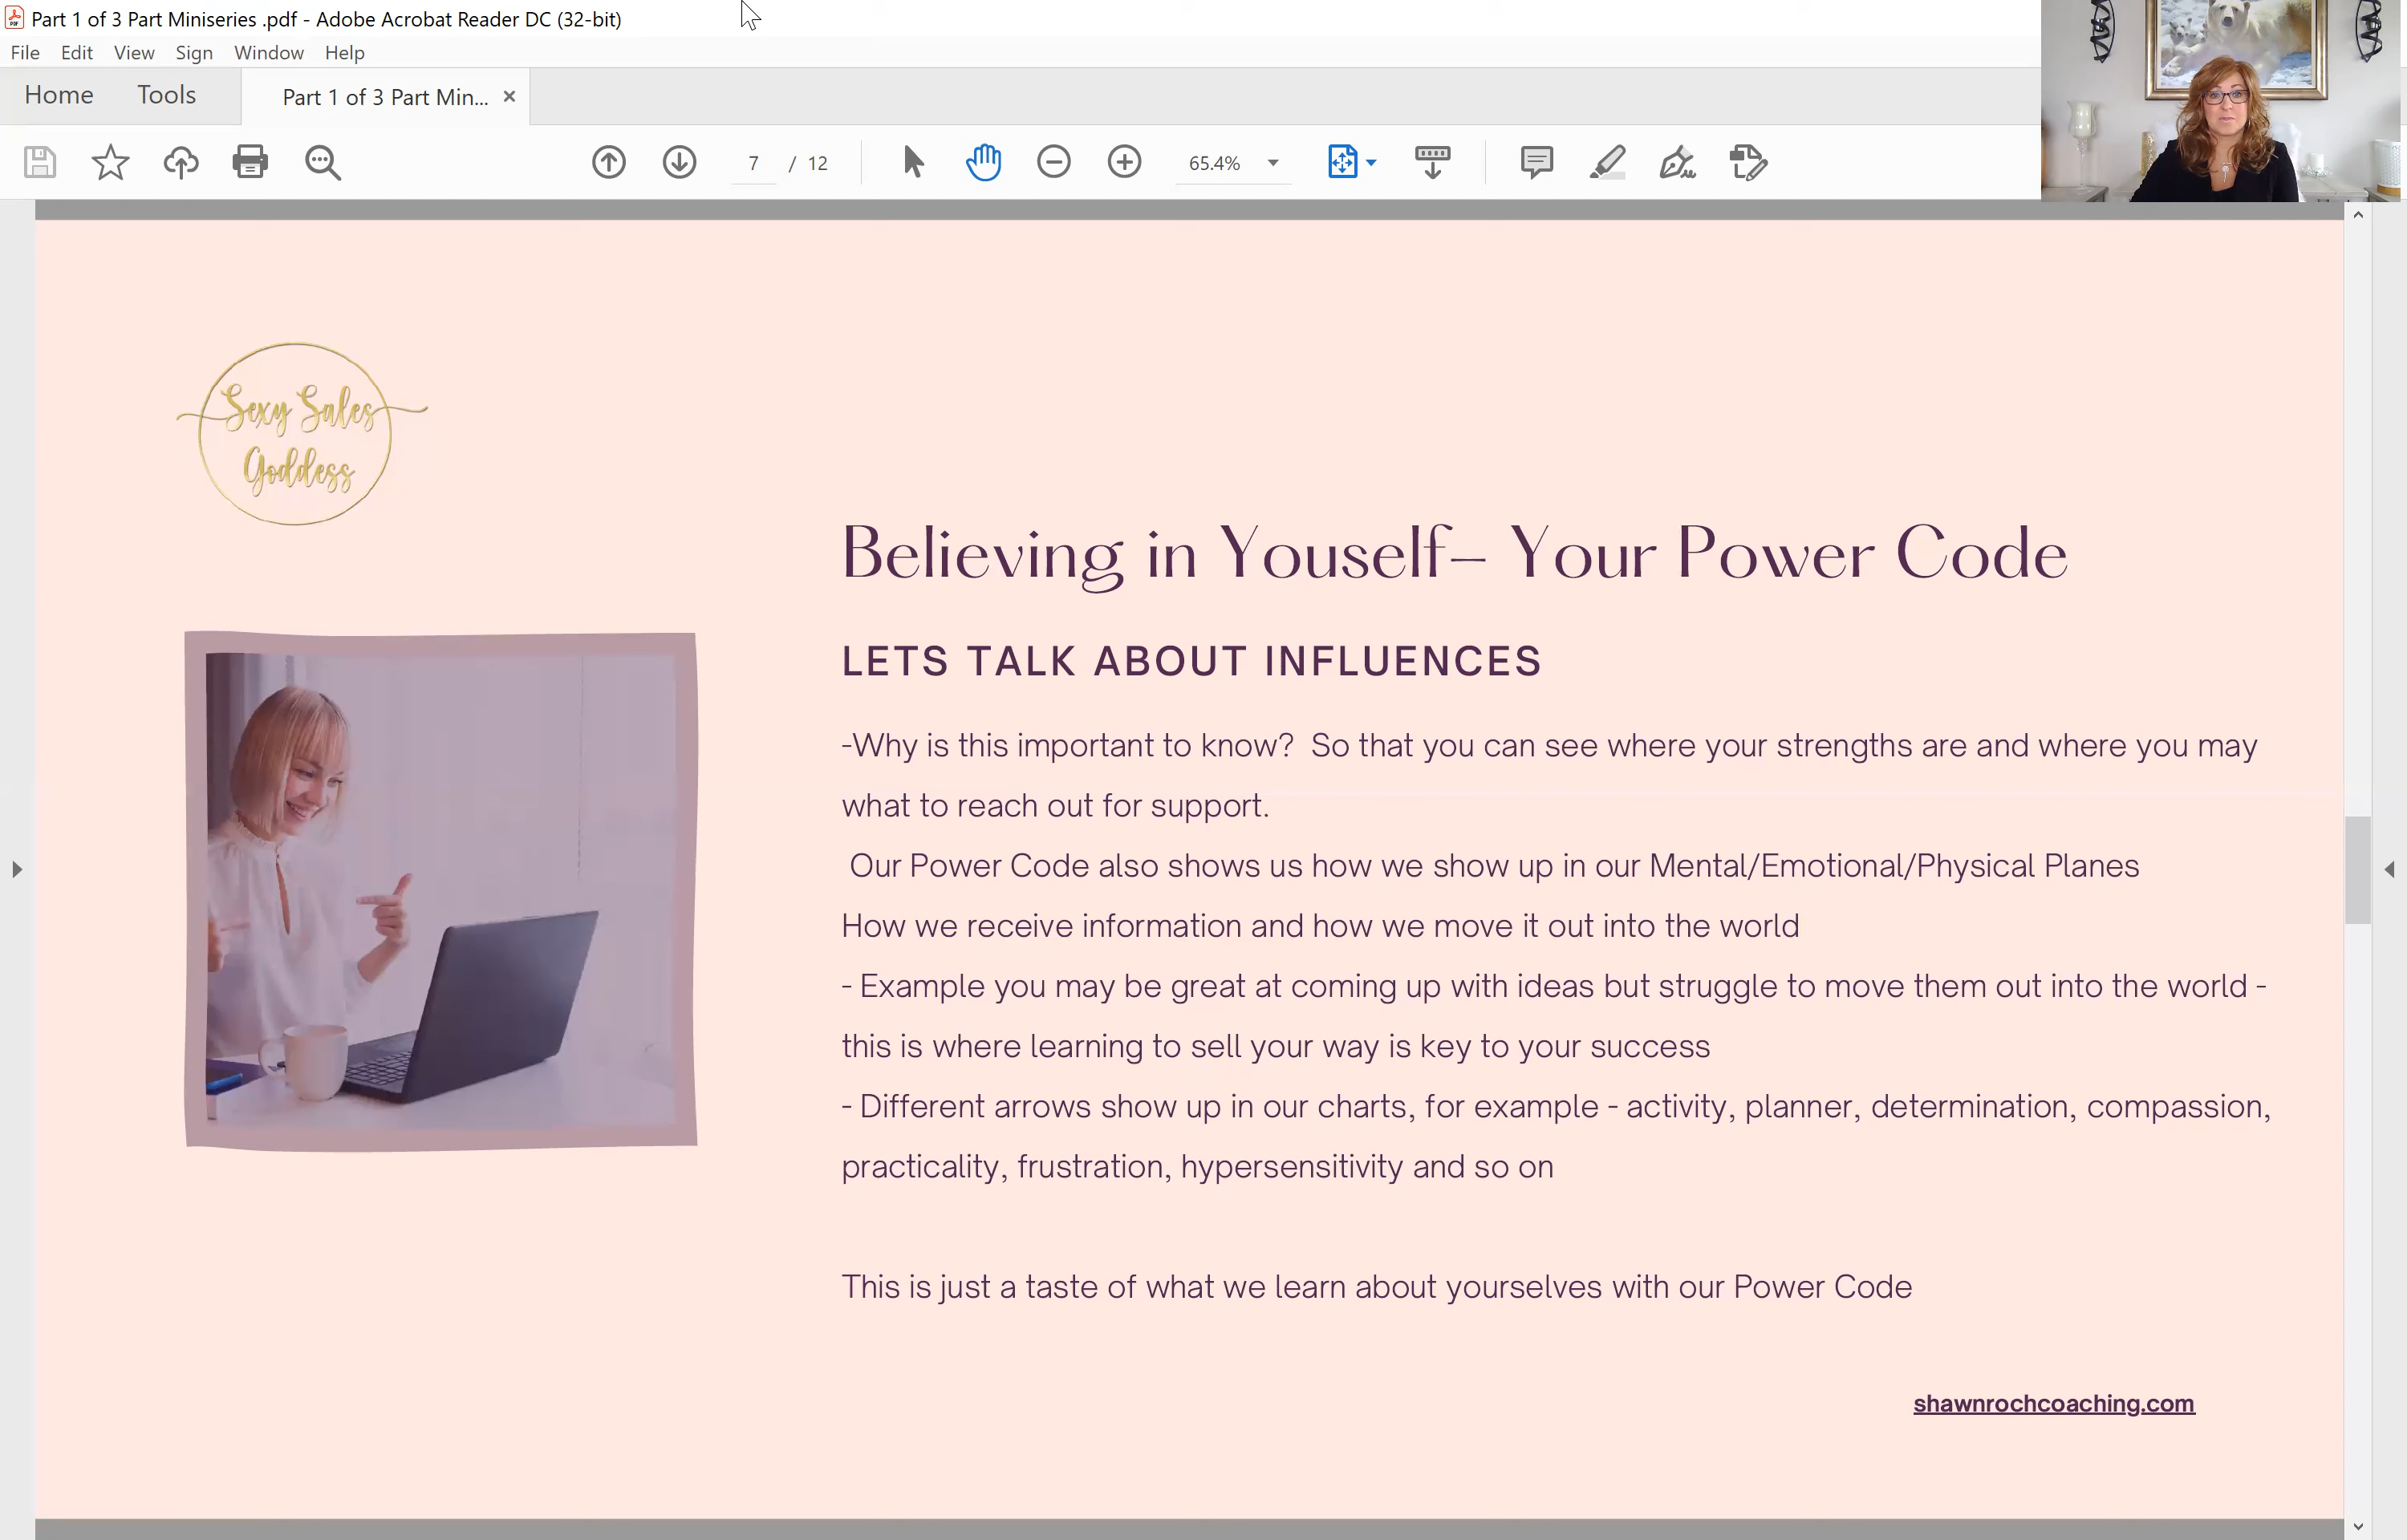 Part 1 of 3 Part Miniseries .pdf - Adobe Acrobat Reader DC (32-bit)
File Edit View Sign Window Help
Home Tools Part 1 of 3 Part Min...
7 / 12 65.4%
Sexy Sales
Goddess
Believing in Youself- Your Power Code
LETS TALK ABOUT INFLUENCES
-Why is this important to know?  So that you can see where your strengths are and where you may
what to reach out for support.
Our Power Code also shows us how we show up in our Mental/Emotional/Physical Planes
How we receive information and how we move it out into the world
- Example you may be great at coming up with ideas but struggle to move them out into the world -
this is where learning to sell your way is key to your success
- Different arrows show up in our charts, for example - activity, planner, determination, compassion,
practicality, frustration, hypersensitivity and so on
This is just a taste of what we learn about yourselves with our Power Code
shawnrochcoaching.com